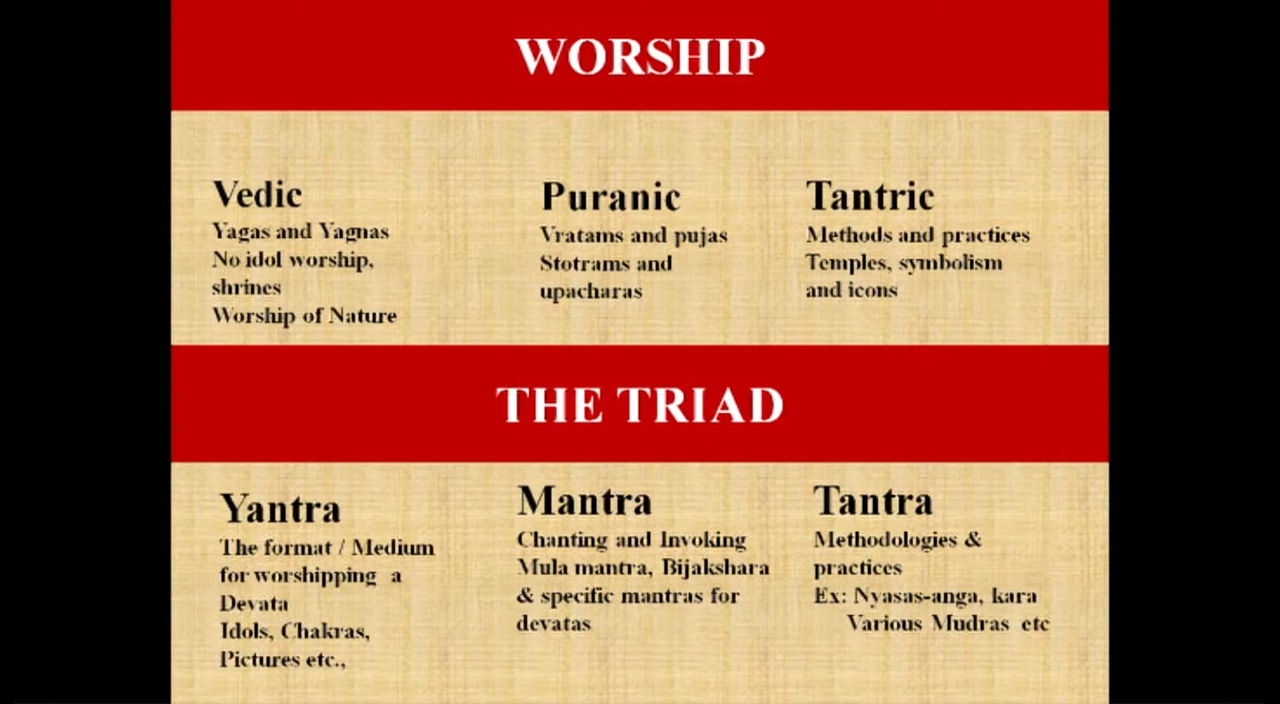 WORSHIP
Vedic
Yagas and Yagnas
No idol worship,
shrines
Worship of Nature
Puranic
Vratams and pujas
Stotrams and
upacharas
Tantric
Methods and practices
Temples, symbolism
and icons
THE TRIAD
Yantra
The format / Medium
for worshipping a
Devata
Idols, Chakras,
Pictures etc.,
Mantra
Chanting and Invoking
Mula mantra, Bijakshara
& specific mantras for
devatas
Tantra
Methodologies &
practices
Ex: Nyasas-anga, kara
Various Mudras etc